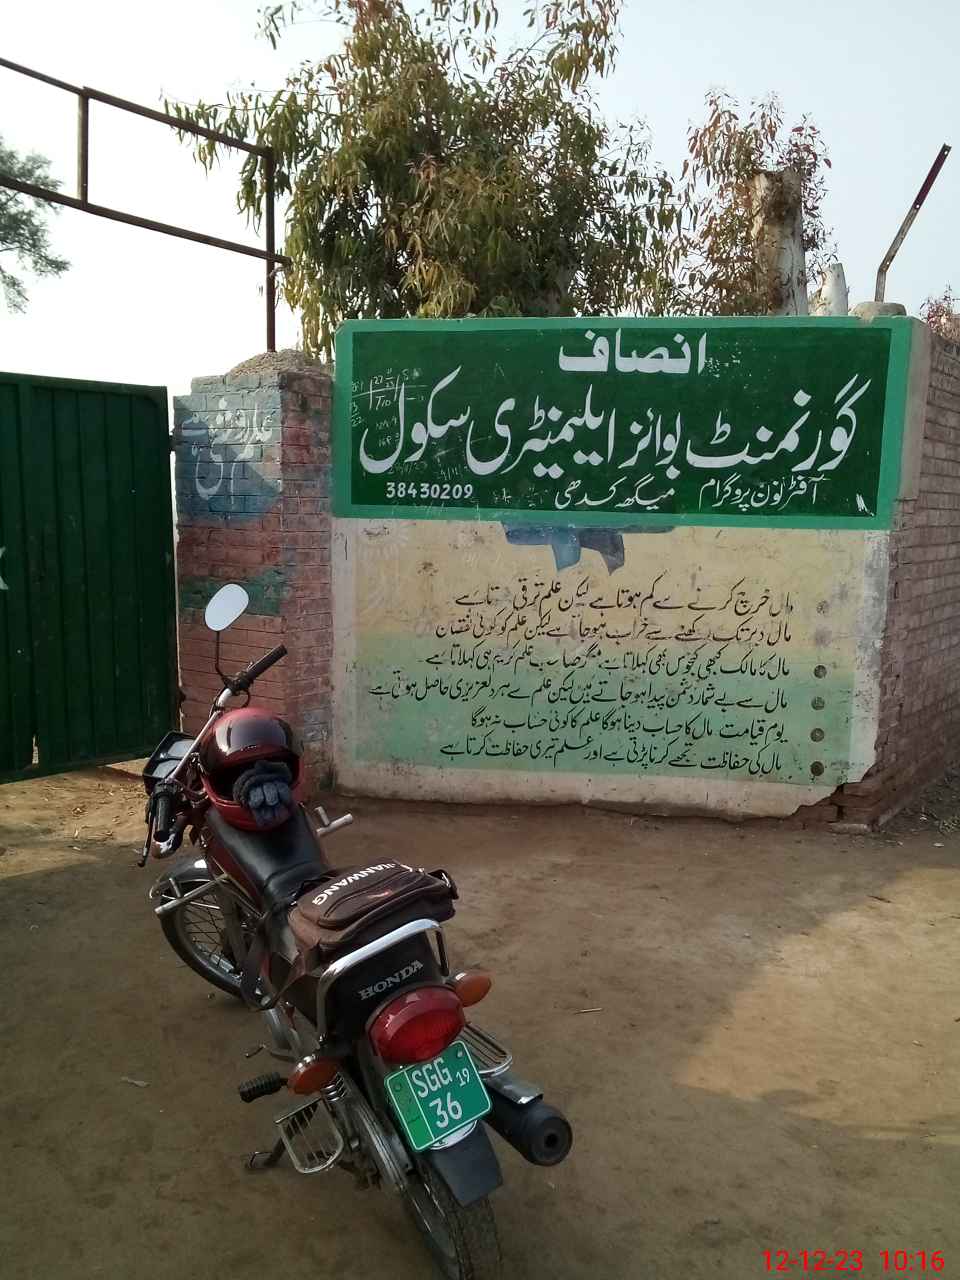 انصاف
گورنمنٹ بوائز ایلیمنٹری سکول
آفٹر نون پروگرام میگھ کدھی 38430209
مال خرچ کرنے سے کم ہوتا ہے لیکن علم ترقی
مال دیر تک رکھنے سے خراب ہو جاتا ہے لیکن علم کو کوئی نقصان
مال کا مالک کبھی کنجوس بھی کہلاتا ہے مگر صاحب علم کریم ہی کہلاتا ہے
مال سے بے شمار دشمن پیدا ہو جاتے ہیں لیکن علم سے ہر دلعزیزی حاصل ہوتی ہے
یوم قیامت مال کا حساب دینا ہوگا علم کا کوئی حساب نہ ہوگا
مال کی حفاظت تجھے کرنا پڑتی ہے اور علم تیری حفاظت کرتا ہے
JIANWANG
HONDA
SGG 19
36
12-12-23 10:16